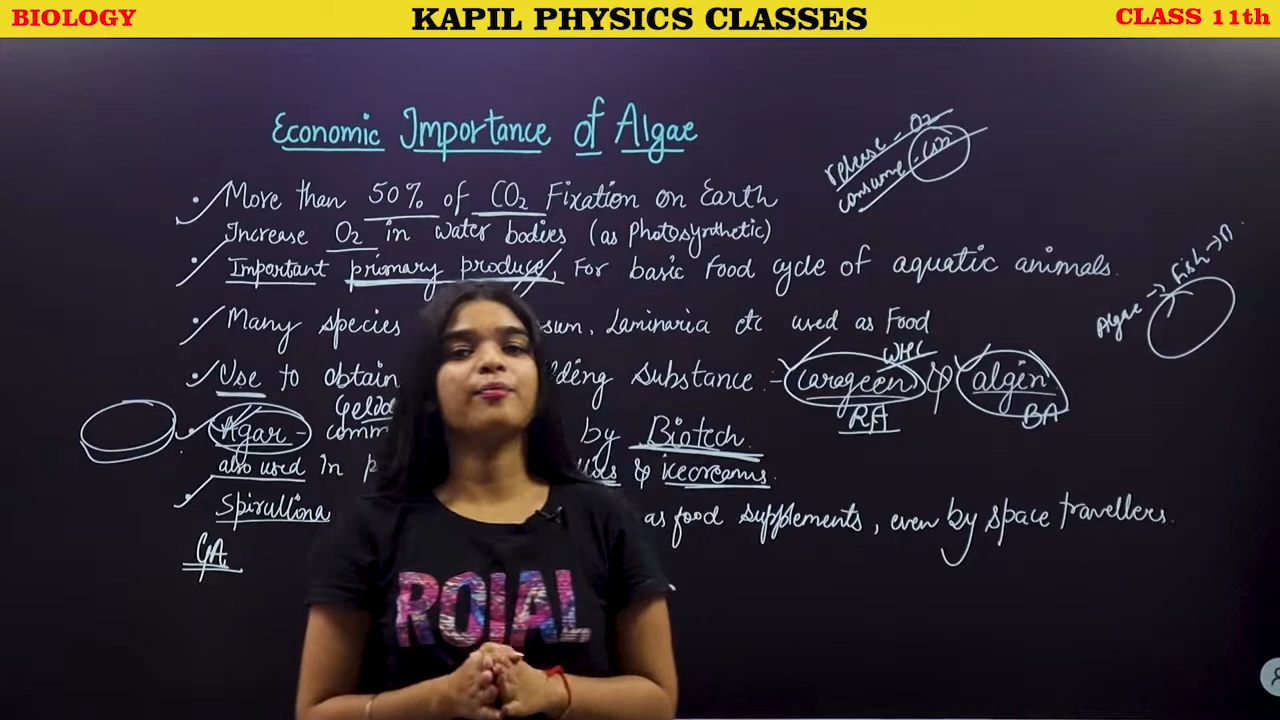 BIOLOGY
KAPIL PHYSICS CLASSES
CLASS 11th
Economic Importance of Algae
release - O2
consume - CO2
More than 50% of CO2 Fixation on Earth
Increase O2 in water bodies (as Photosynthetic)
Important primary produce, For basic Food cycle of aquatic animals.
Algae → Fish →
Many species sum, Laminaria etc used as Food
Use to obtain substance :- Carageen φ algin
RA
BA
Agar - comm by Biotech.
also used in p & icecreams.
Spirullina as food supplements, even by space travellers.
GA
ROIAL